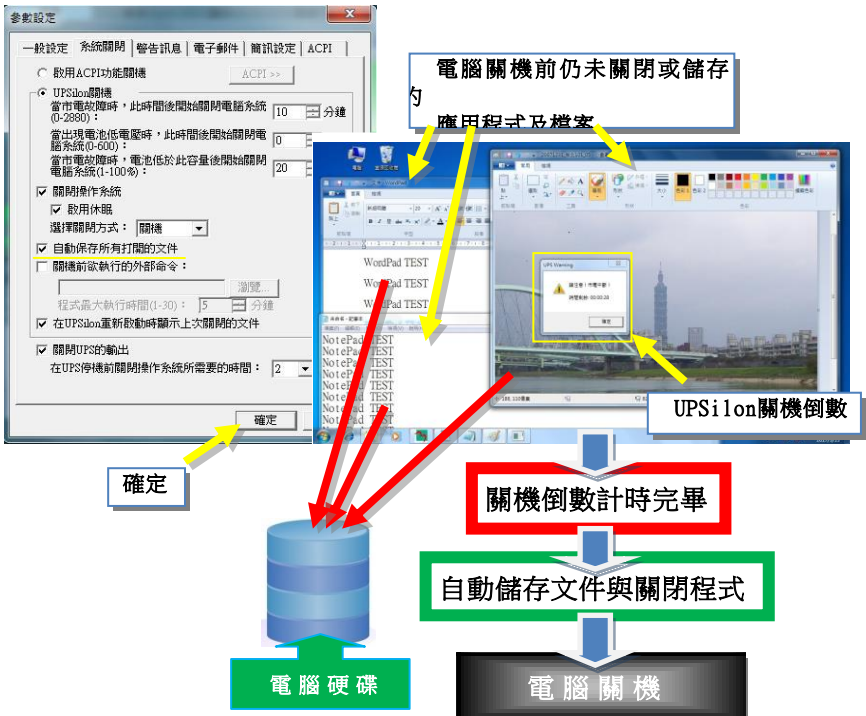 參數設定
一般設定 系統關閉 警告訊息 電子郵件 簡訊設定 ACPI
啟用ACPI功能關機
ACPI >>
UPSilon關機
當市電故障時，此時間後開始關閉電腦系統
(0-2880)：
10
分鐘
當出現電池低電壓時，此時間後開始關閉電
腦系統(0-600)：
0
當市電故障時，電池低於此容量後開始關閉
電腦系統(1-100%)：
20
關閉操作系統
啟用休眠
選擇關閉方式： 關機
自動保存所有打開的文件
關機前欲執行的外部命令：
瀏覽...
程式最大執行時間(1-30)： 5 分鐘
在UPSilon重新啟動時顯示上次關閉的文件
關閉UPS的輸出
在UPS停機前關閉操作系統所需要的時間： 2
確定
確定
電腦關機前仍未關閉或儲存
的
應用程式及檔案
WordPad TEST
WordPad TEST
WordPad TEST
NotePad TEST
NotePad TEST
NotePad TEST
NotePad TEST
NotePad TEST
NotePad TEST
NotePad TEST
NotePad TEST
UPS Warning
確定
UPSilon關機倒數
關機倒數計時完畢
自動儲存文件與關閉程式
電腦硬碟
電腦關機